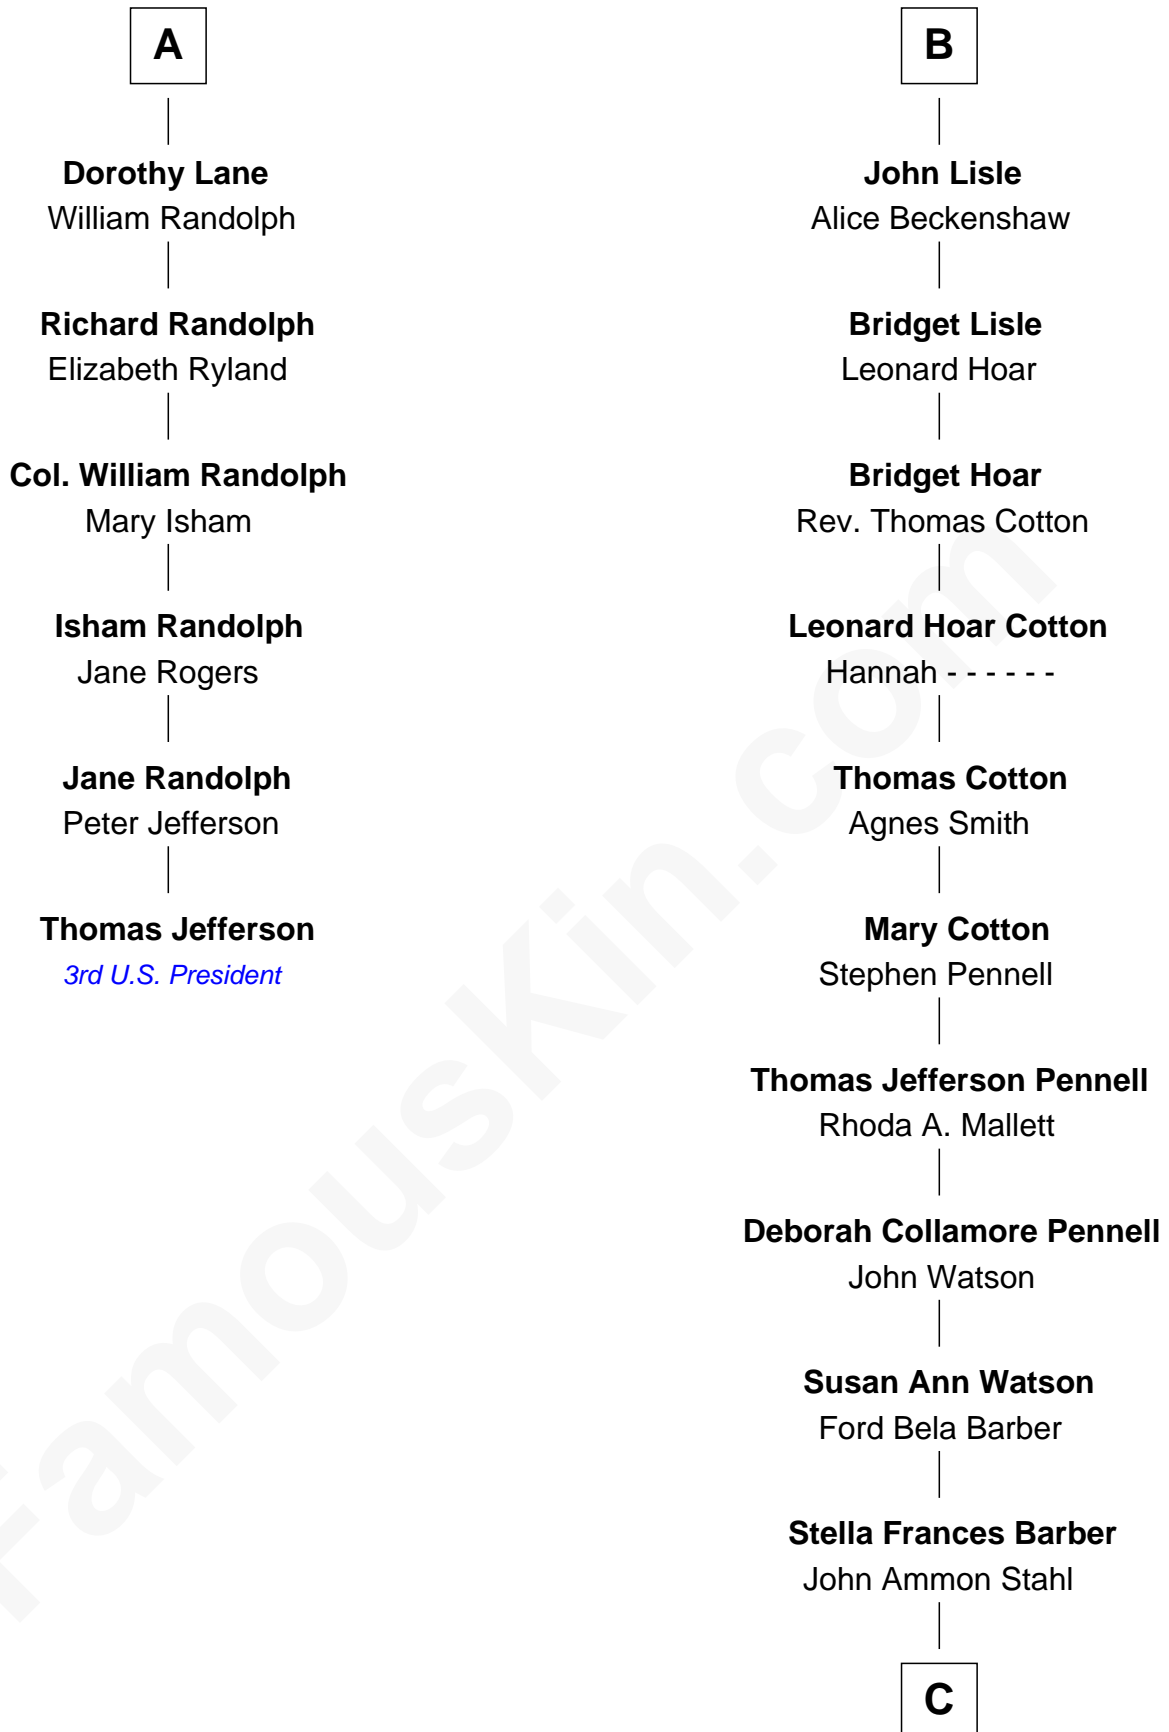 A
Dorothy Lane
William Randolph
Richard Randolph
Elizabeth Ryland
Col. William Randolph
Mary Isham
Isham Randolph
Jane Rogers
Jane Randolph
Peter Jefferson
Thomas Jefferson
3rd U.S. President
B
John Lisle
Alice Beckenshaw
Bridget Lisle
Leonard Hoar
Bridget Hoar
Rev. Thomas Cotton
Leonard Hoar Cotton
Hannah - - - - - -
Thomas Cotton
Agnes Smith
Mary Cotton
Stephen Pennell
Thomas Jefferson Pennell
Rhoda A. Mallett
Deborah Collamore Pennell
John Watson
Susan Ann Watson
Ford Bela Barber
Stella Frances Barber
John Ammon Stahl
C
FamousKin.com